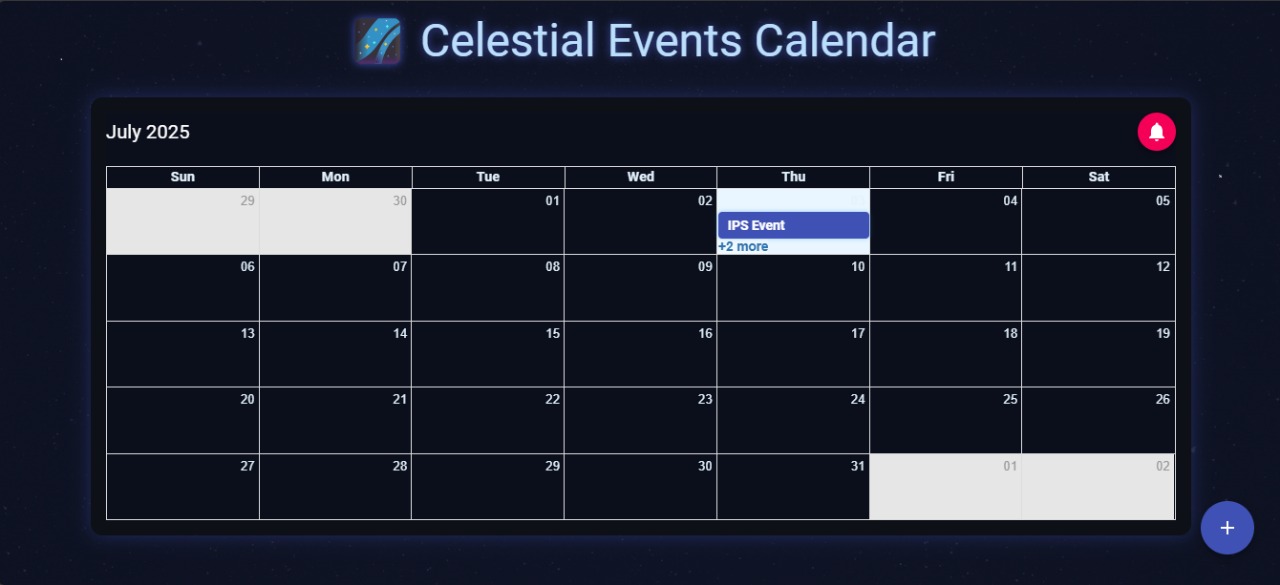 Celestial Events Calendar
July 2025
Sun Mon Tue Wed Thu Fri Sat
29 30 01 02 03 04 05
IPS Event
+2 more
06 07 08 09 10 11 12
13 14 15 16 17 18 19
20 21 22 23 24 25 26
27 28 29 30 31 01 02
+